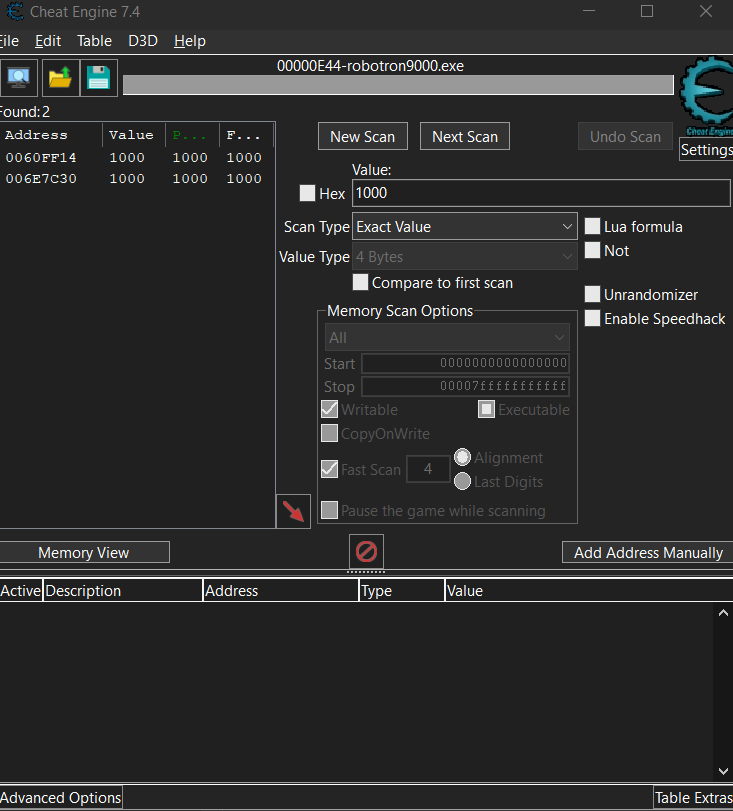 Cheat Engine 7.4
File Edit Table D3D Help
00000E44-robotron9000.exe
Found:2
Cheat Engine
Settings
Address Value P... F...
0060FF14 1000 1000 1000
006E7C30 1000 1000 1000
New Scan Next Scan Undo Scan
Value:
Hex 1000
Scan Type Exact Value
Lua formula
Value Type 4 Bytes
Not
Compare to first scan
Unrandomizer
Memory Scan Options
Enable Speedhack
All
Start 0000000000000000
Stop 00007fffffffffff
Writable Executable
CopyOnWrite
Fast Scan 4 Alignment
Last Digits
Pause the game while scanning
Memory View
Add Address Manually
Active Description Address Type Value
Advanced Options
Table Extras